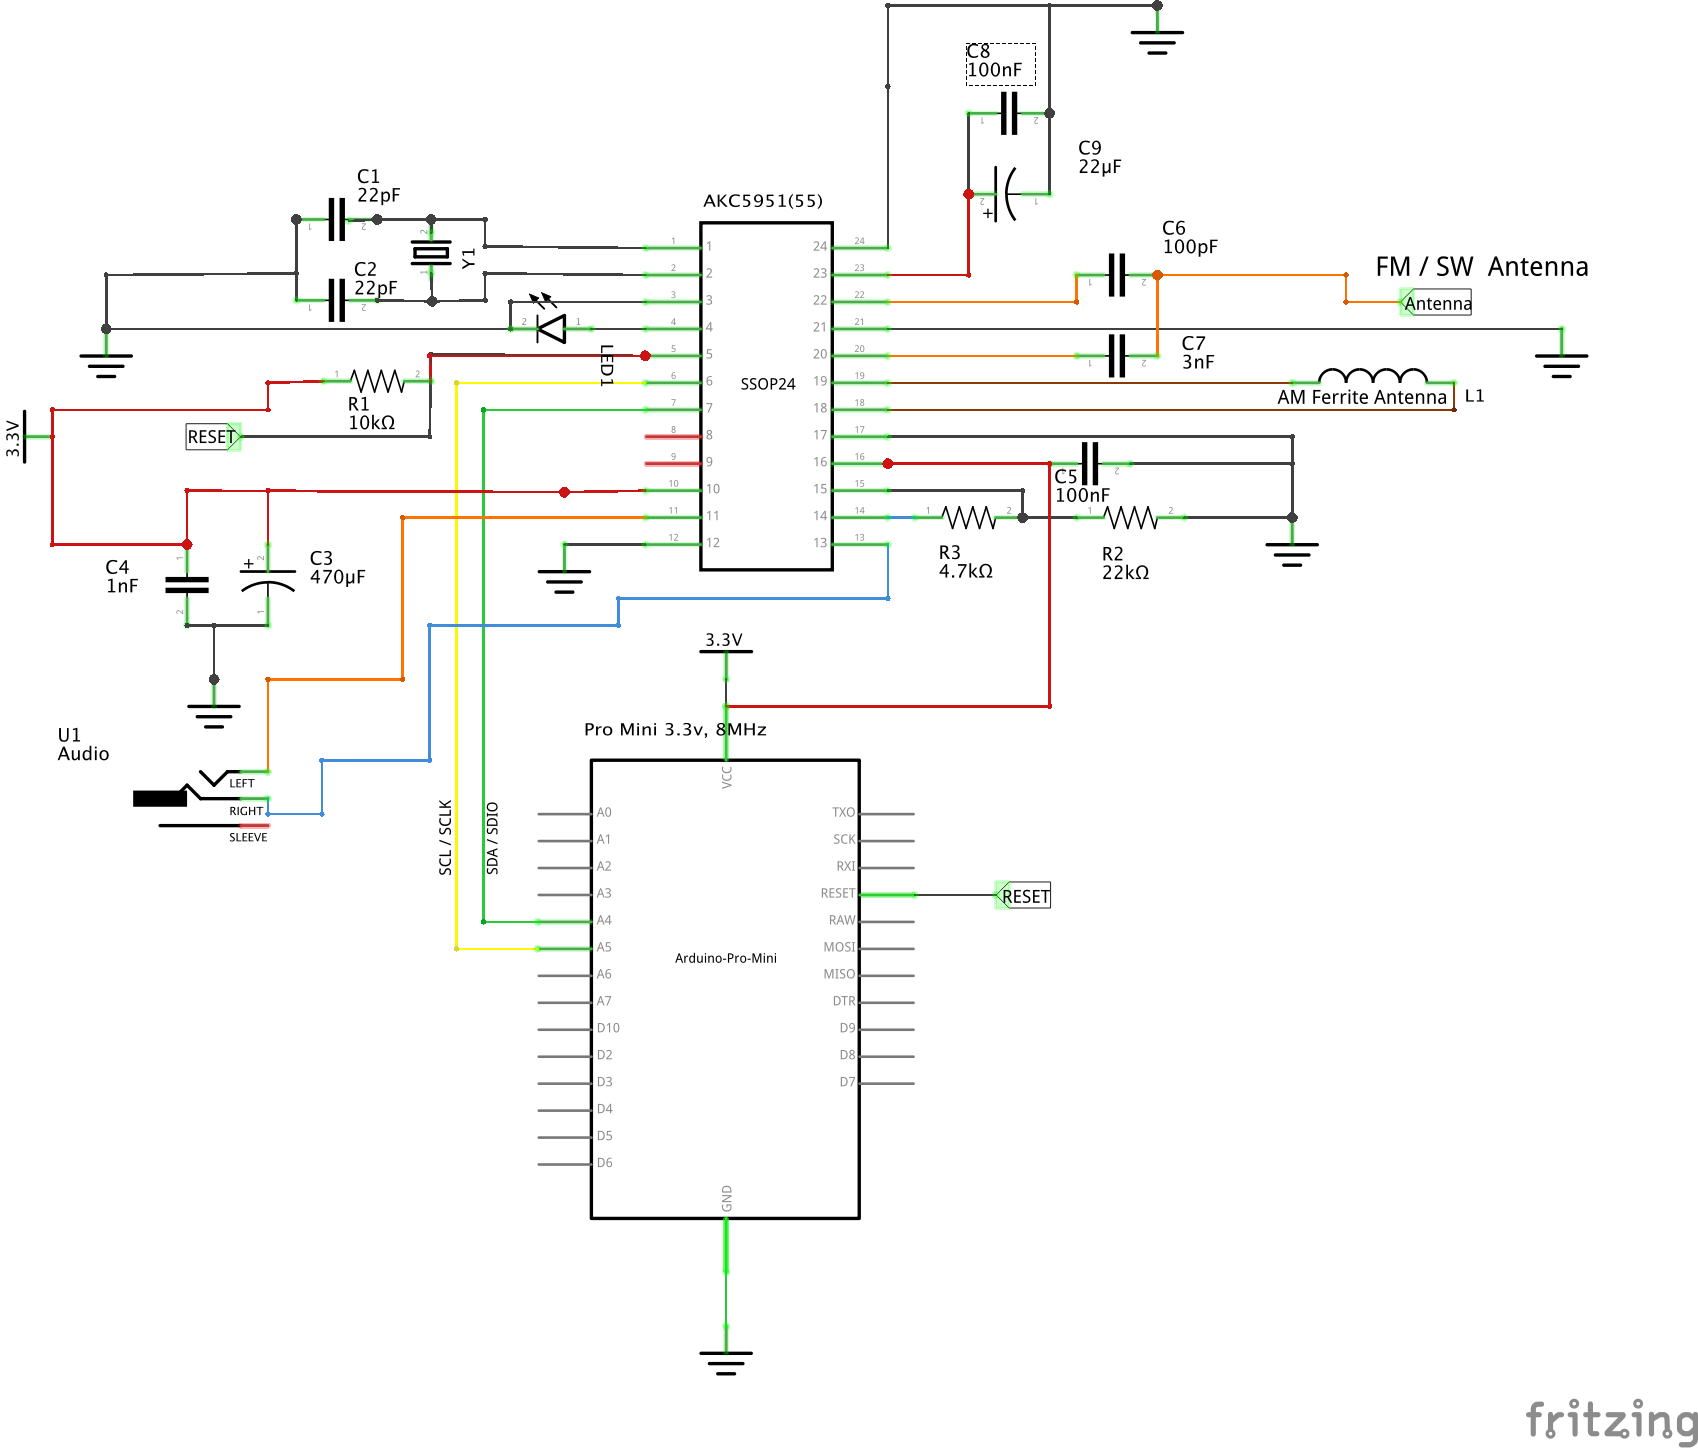 C8
100nF
C9
22µF
C1
22pF
AKC5951(55)
C6
100pF
FM / SW  Antenna
Antenna
C2
22pF
Y1
LED1
C7
3nF
AM Ferrite Antenna
L1
R1
10kΩ
RESET
3.3V
SSOP24
1
2
3
4
5
6
7
8
9
10
11
12
24
23
22
21
20
19
18
17
16
15
14
13
C5
100nF
R3
4.7kΩ
R2
22kΩ
C4
1nF
C3
470µF
+
+
3.3V
Pro Mini 3.3v, 8MHz
U1
Audio
LEFT
RIGHT
SLEEVE
SCL / SCLK
SDA / SDIO
VCC
A0
A1
A2
A3
A4
A5
A6
A7
D10
D2
D3
D4
D5
D6
Arduino-Pro-Mini
TXO
SCK
RXI
RESET
RAW
MOSI
MISO
DTR
D9
D8
D7
GND
RESET
fritzing